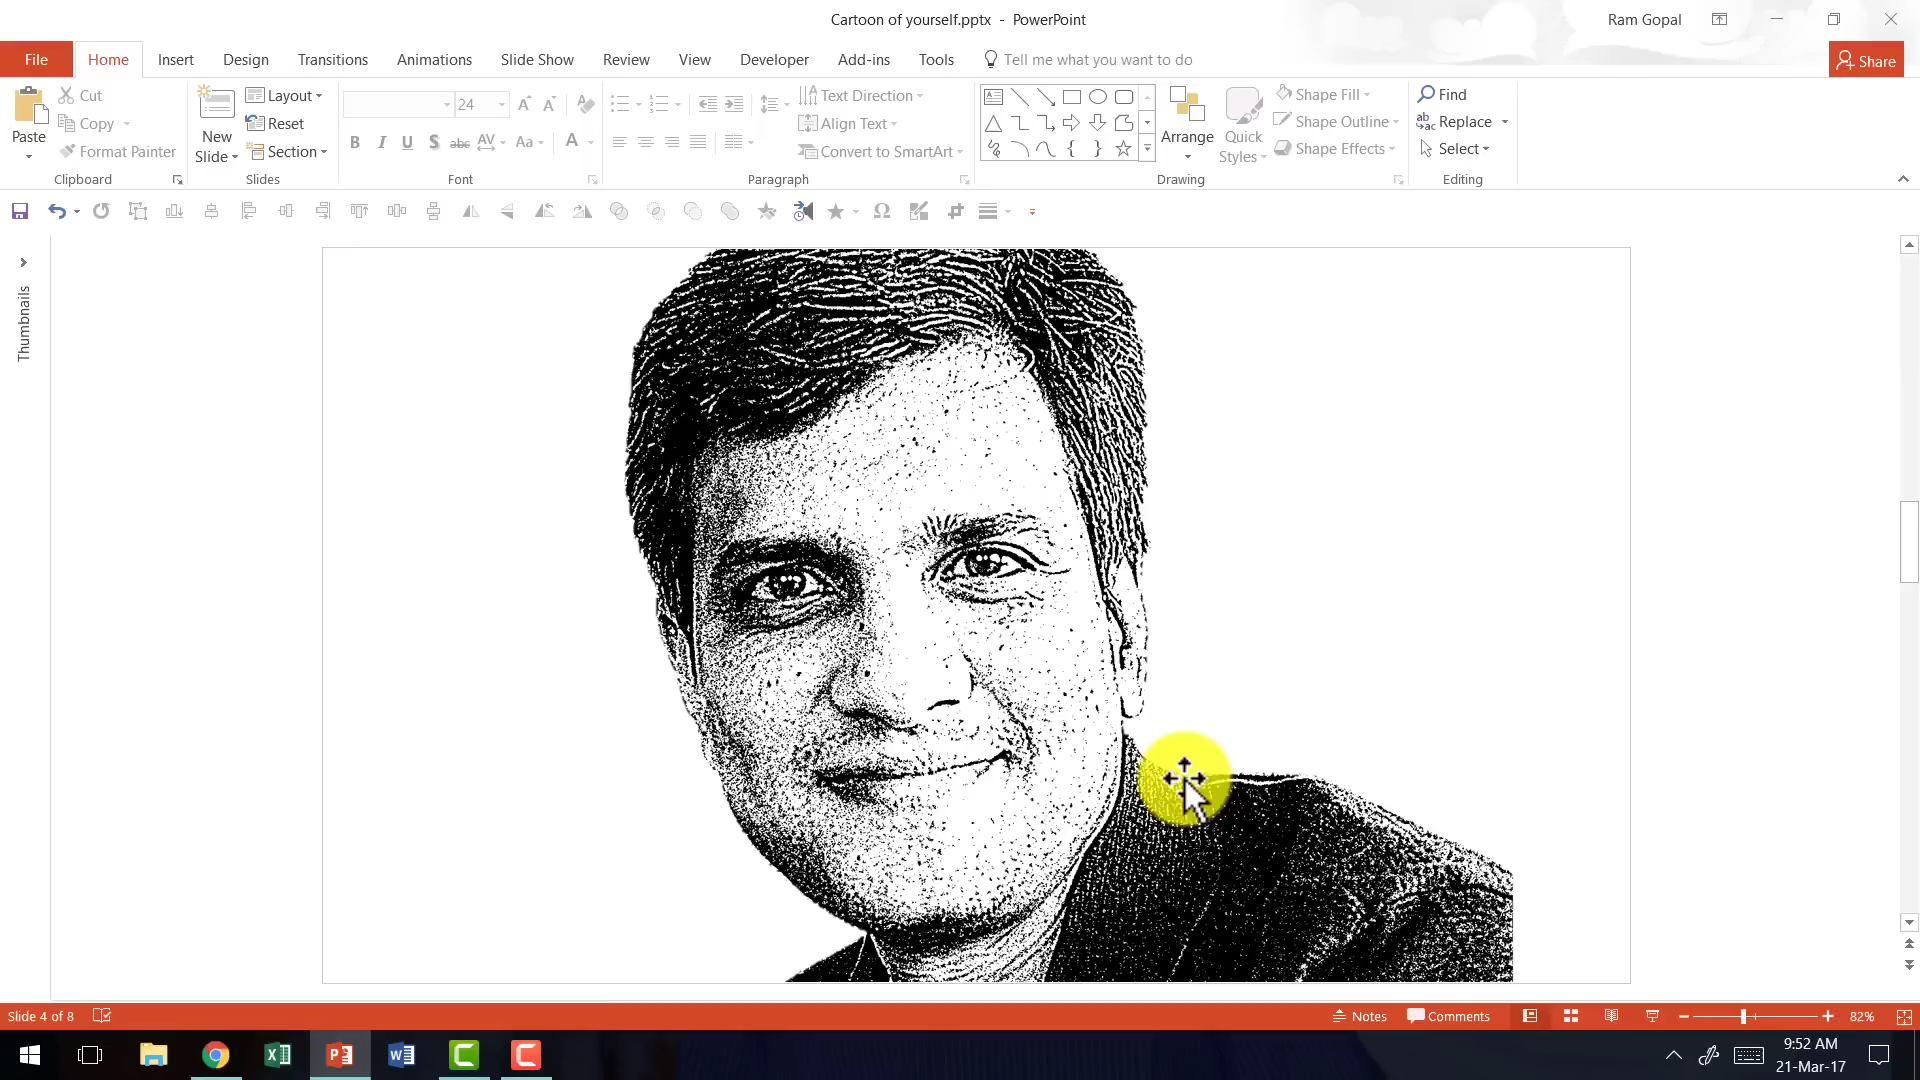 Cartoon of yourself.pptx - PowerPoint
Ram Gopal
File Home Insert Design Transitions Animations Slide Show Review View Developer Add-ins Tools Tell me what you want to do Share
Paste
Cut
Copy
Format Painter
Clipboard
New Slide
Layout
Reset
Section
Slides
24
B I U S abc AV Aa A
Font
Text Direction
Align Text
Convert to SmartArt
Paragraph
Arrange
Quick Styles
Shape Fill
Shape Outline
Shape Effects
Drawing
Find
Replace
Select
Editing
Thumbnails
Slide 4 of 8
Notes Comments 82%
9:52 AM
21-Mar-17